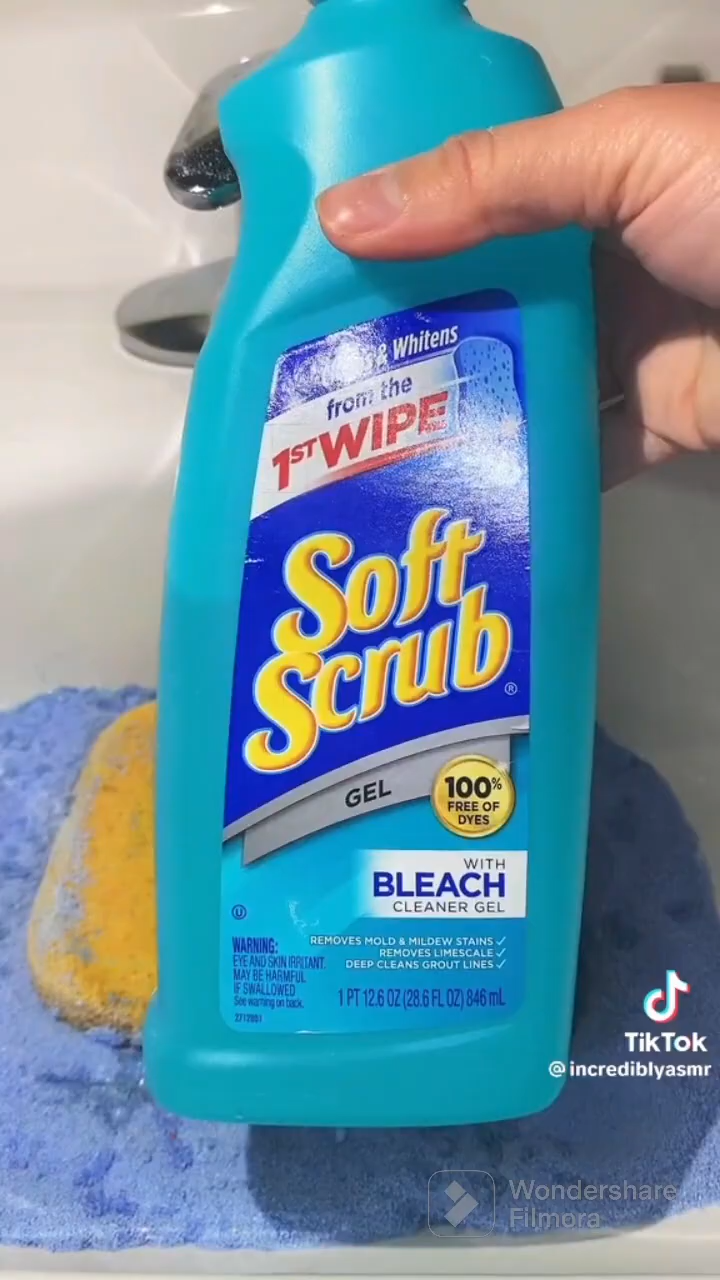 & Whitens
from the
1ST WIPE
Soft
Scrub®
GEL
100%
FREE OF
DYES
WITH
BLEACH
CLEANER GEL
U
WARNING:
EYE AND SKIN IRRITANT.
MAY BE HARMFUL
IF SWALLOWED
See warning on back.
REMOVES MOLD & MILDEW STAINS ✓
REMOVES LIMESCALE ✓
DEEP CLEANS GROUT LINES ✓
1 PT 12.6 OZ (28.6 FL OZ) 846 mL
TikTok
@incrediblyasmr
Wondershare
Filmora